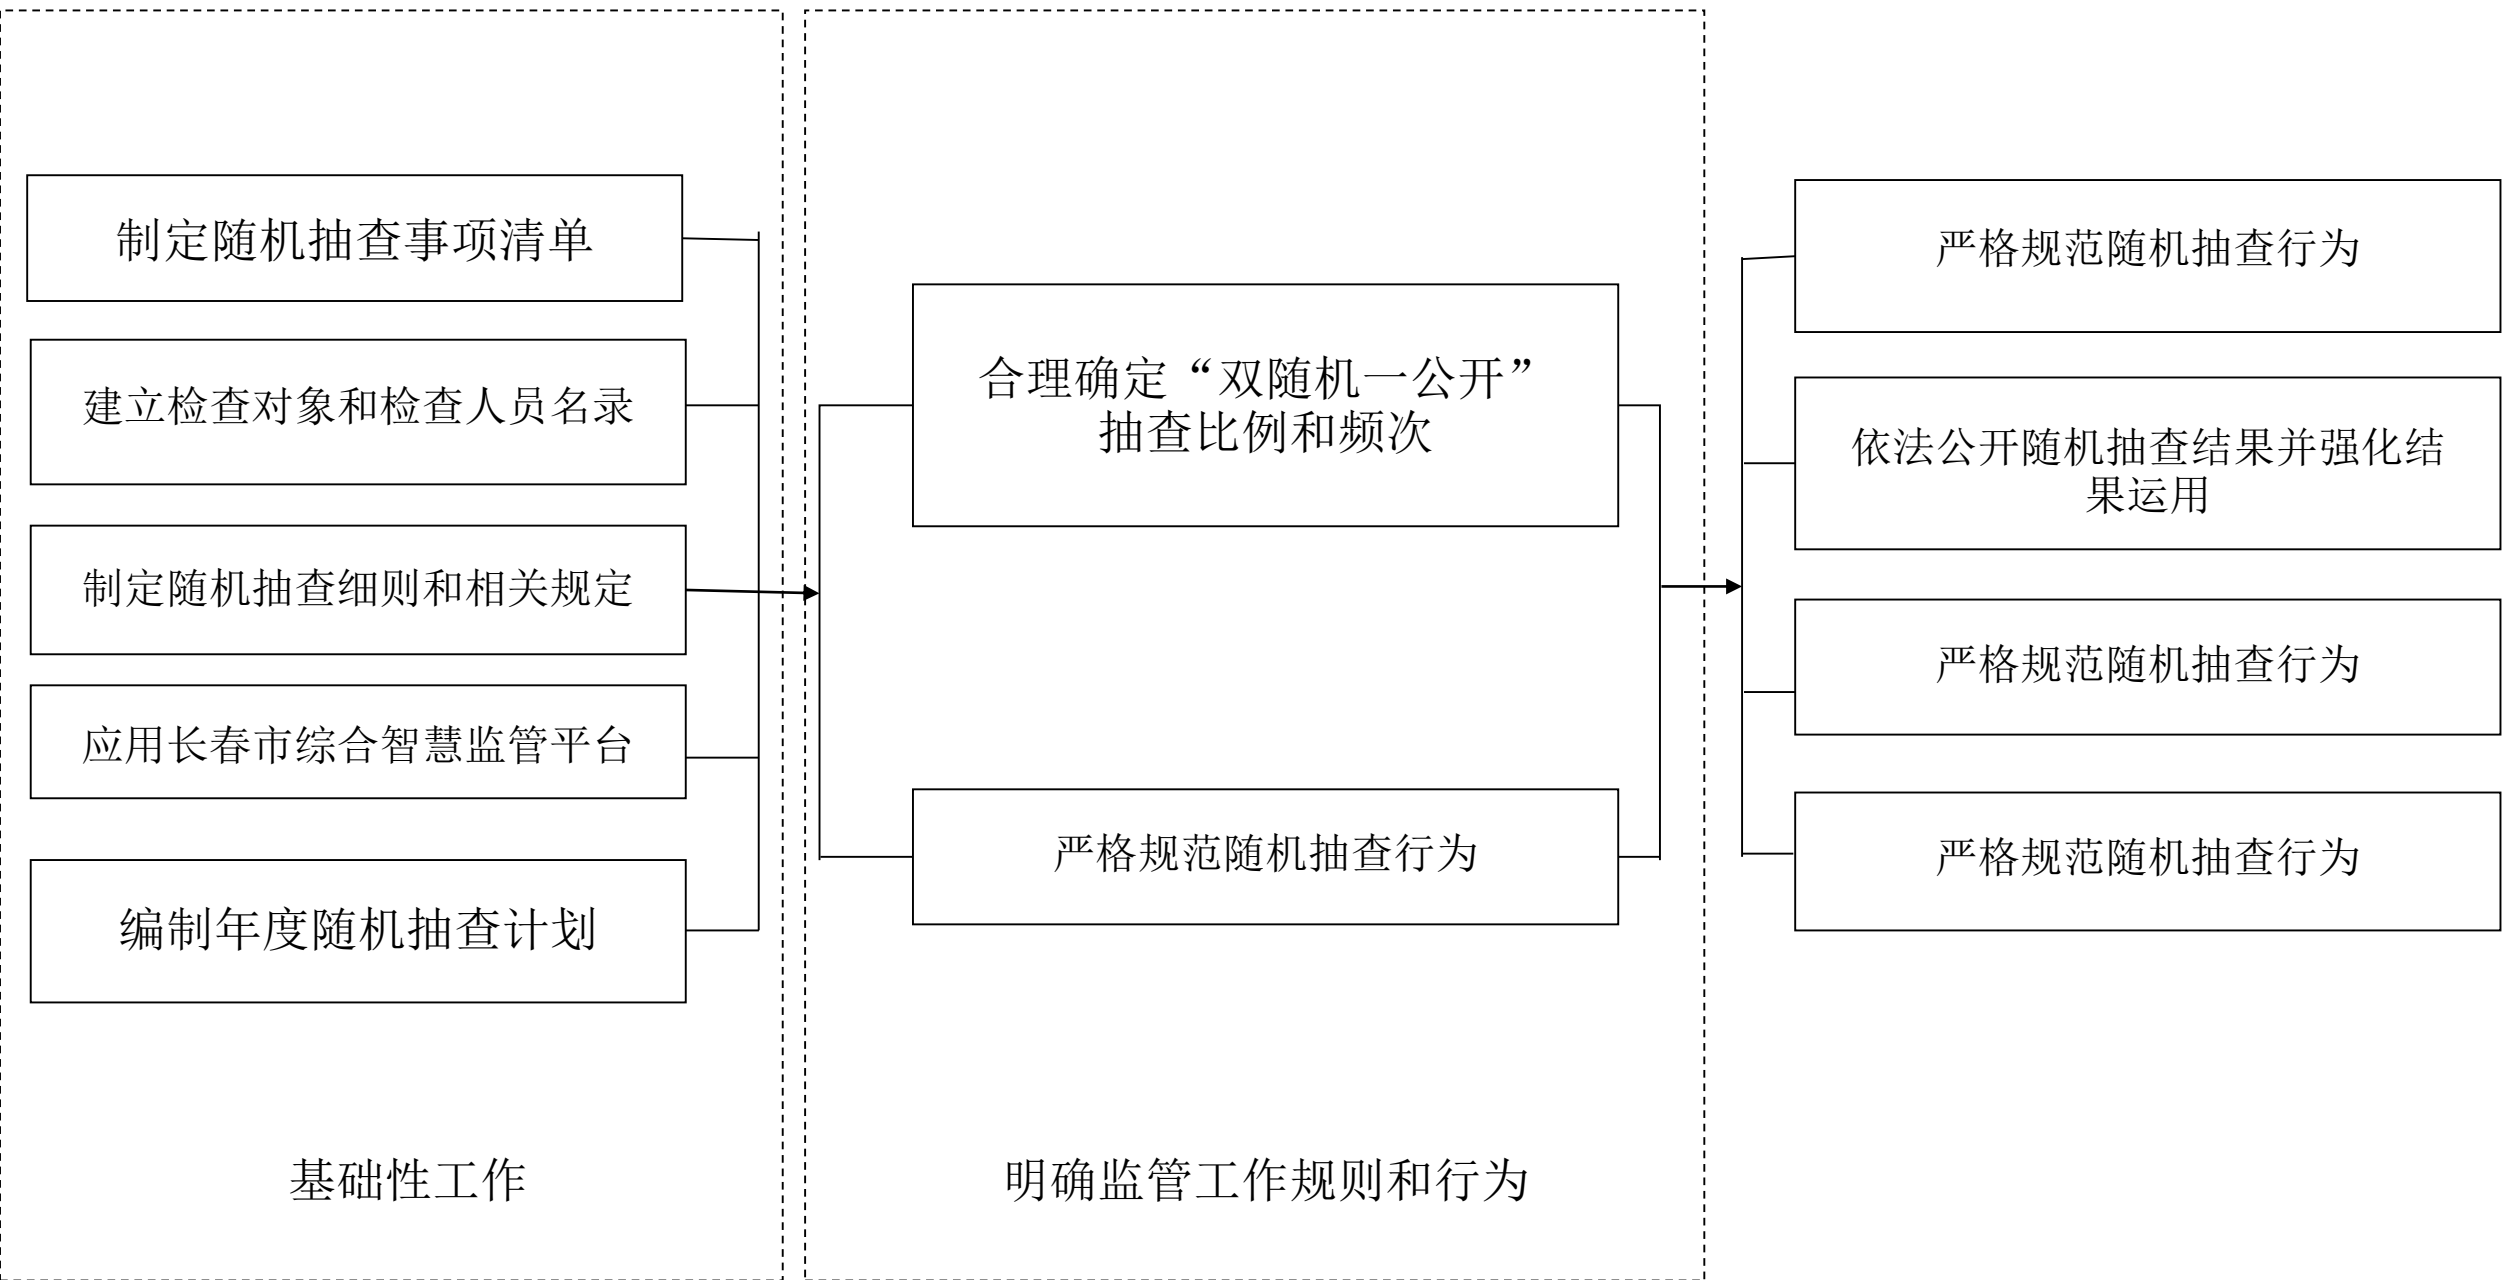 制定随机抽查事项清单
建立检查对象和检查人员名录
制定随机抽查细则和相关规定
应用长春市综合智慧监管平台
编制年度随机抽查计划
基础性工作
合理确定“双随机一公开”
抽查比例和频次
严格规范随机抽查行为
明确监管工作规则和行为
严格规范随机抽查行为
依法公开随机抽查结果并强化结
果运用
严格规范随机抽查行为
严格规范随机抽查行为